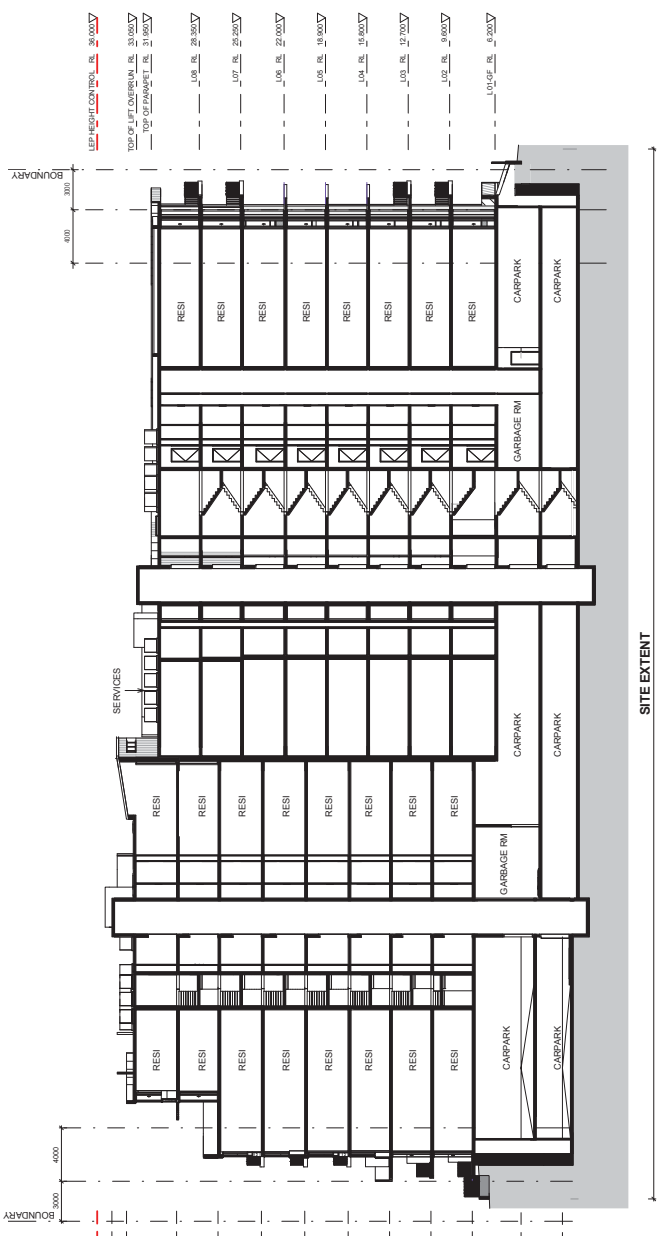 LEP HEIGHT CONTROL RL 36.000
TOP OF LIFT OVERRUN RL 33.050
TOP OF PARAPET RL 31.950
L08 RL 28.350
L07 RL 25.250
L06 RL 22.000
L05 RL 18.900
L04 RL 15.800
L03 RL 12.700
L02 RL 9.600
L01-GF RL 6.200
BOUNDARY
3000
4000
RESI
RESI
RESI
RESI
RESI
RESI
RESI
RESI
CARPARK
CARPARK
GARBAGE RM
SERVICES
CARPARK
CARPARK
RESI
RESI
RESI
RESI
RESI
RESI
RESI
RESI
GARBAGE RM
RESI
RESI
RESI
RESI
RESI
RESI
RESI
RESI
CARPARK
CARPARK
4000
3000
BOUNDARY
SITE EXTENT